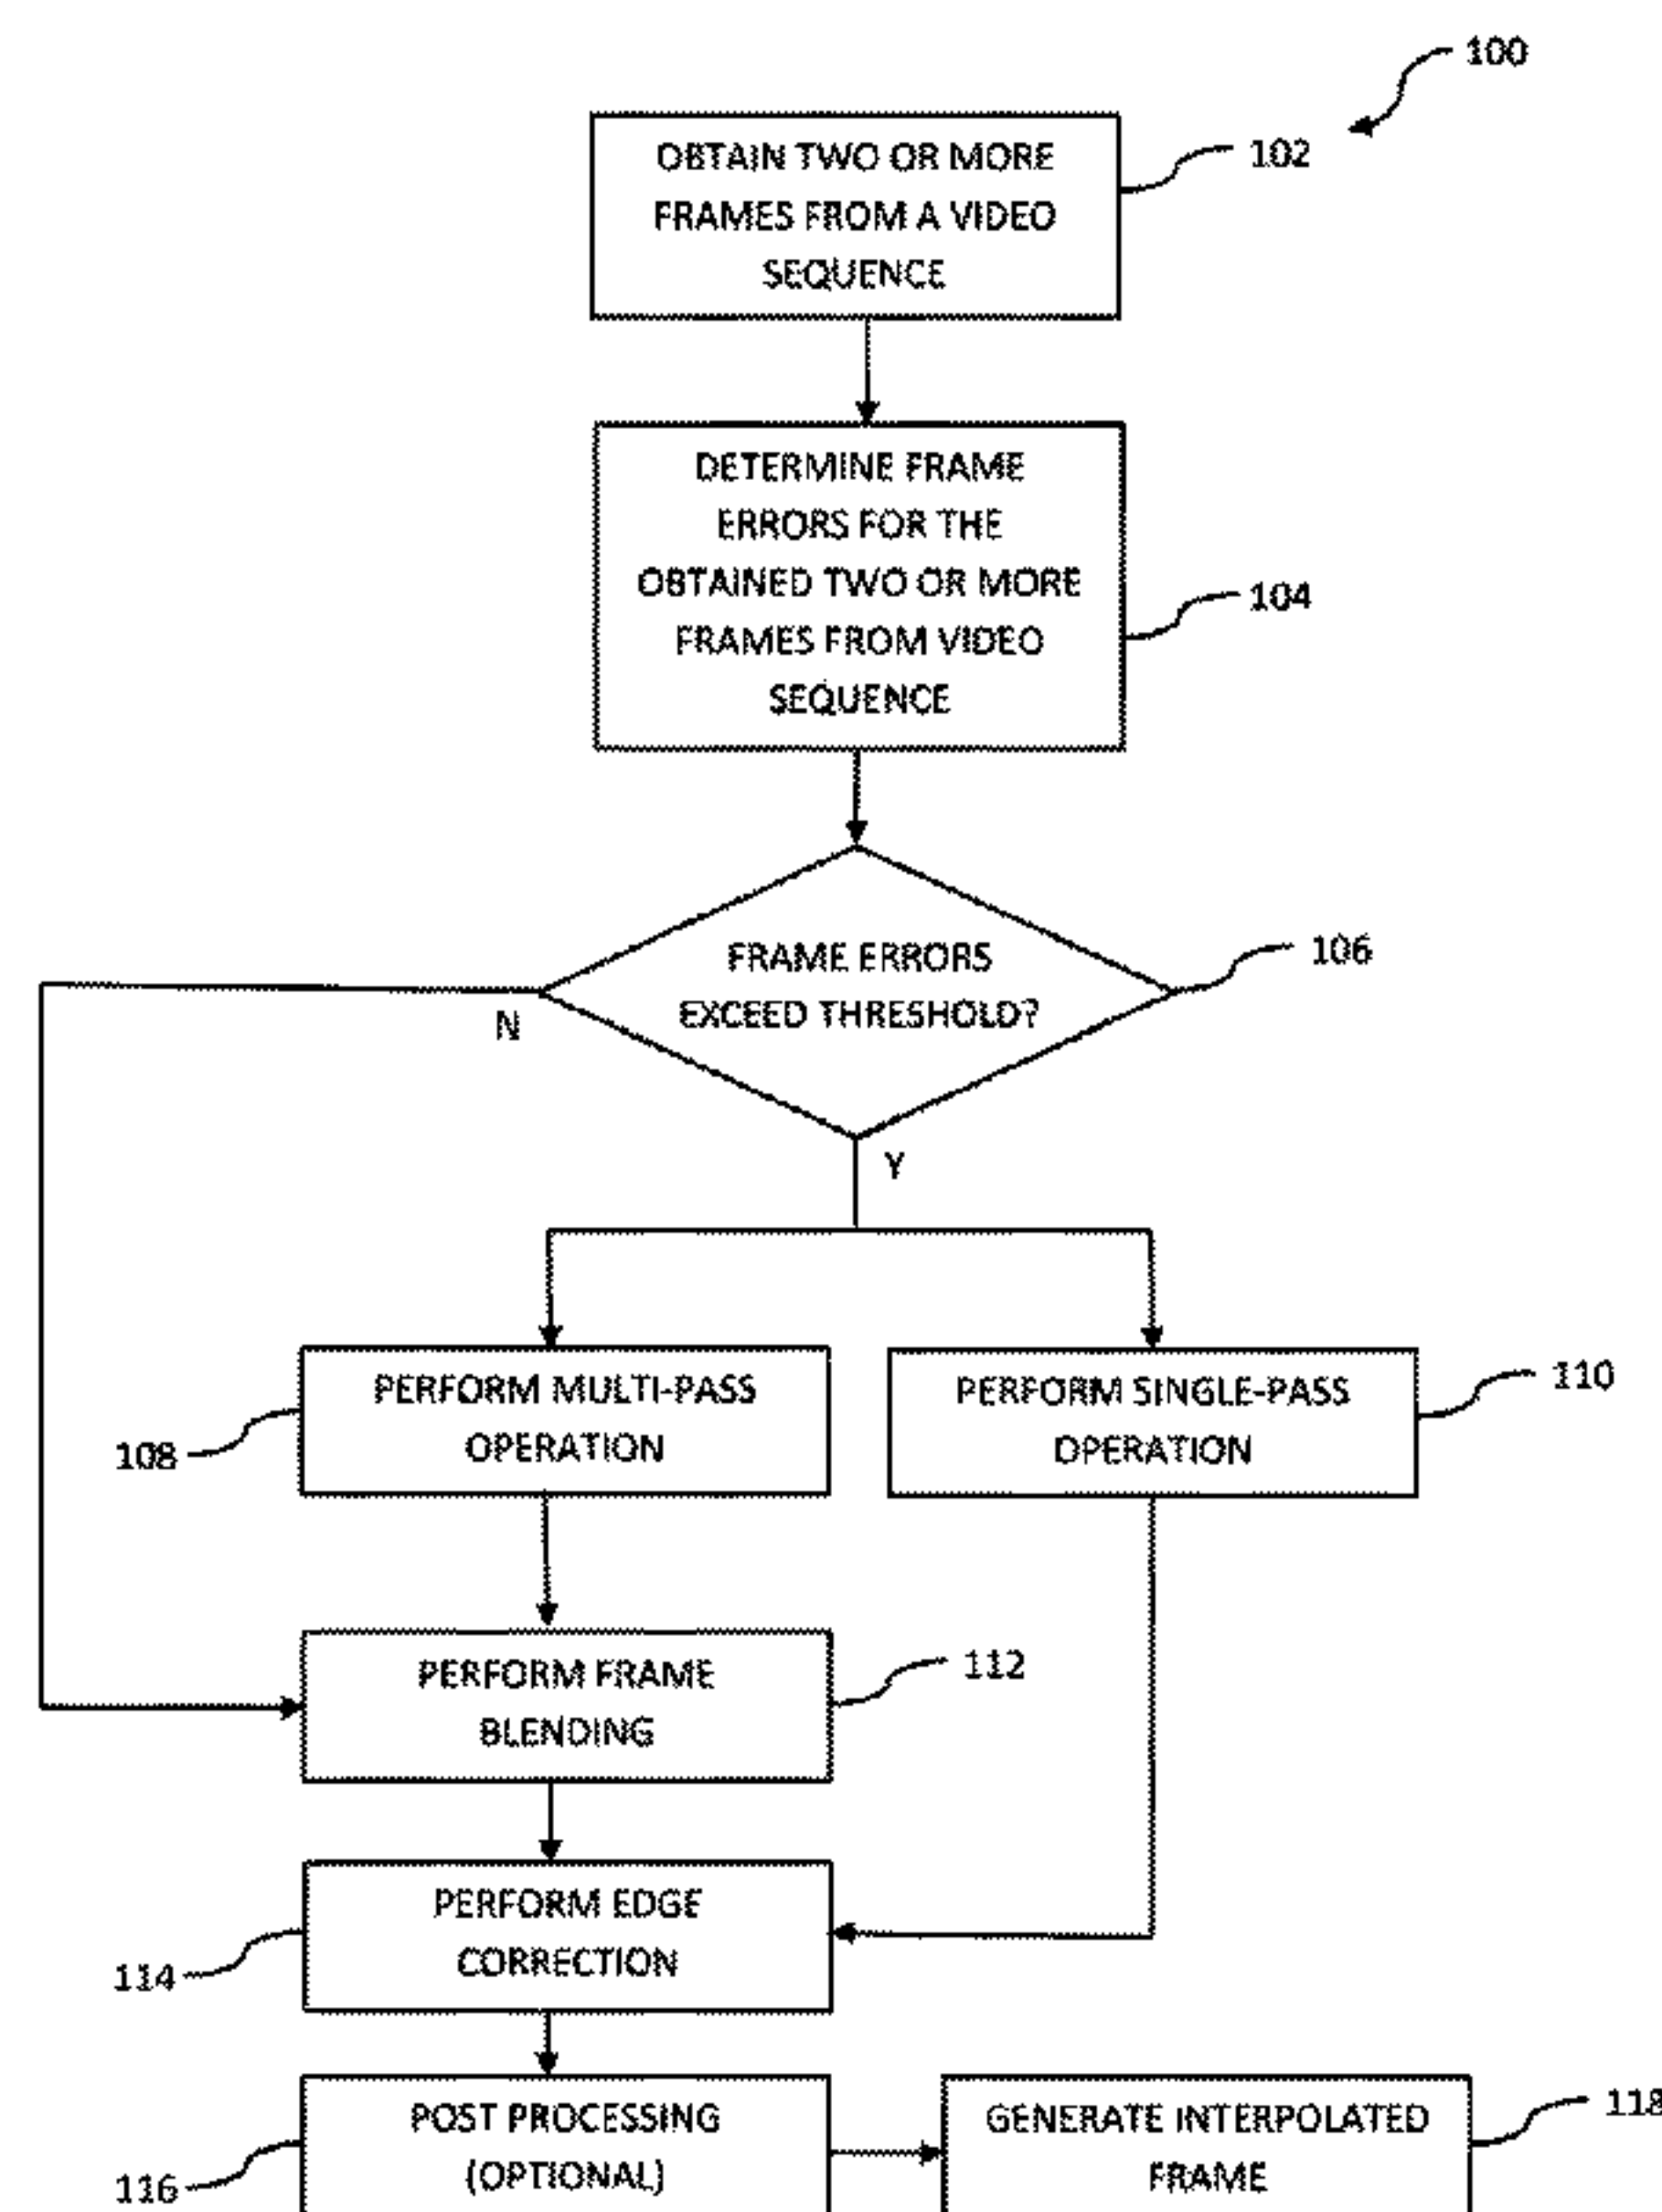 100
OBTAIN TWO OR MORE
FRAMES FROM A VIDEO
SEQUENCE
102
DETERMINE FRAME
ERRORS FOR THE
OBTAINED TWO OR MORE
FRAMES FROM VIDEO
SEQUENCE
104
FRAME ERRORS
EXCEED THRESHOLD?
106
N
Y
PERFORM MULTI-PASS
OPERATION
108
PERFORM SINGLE-PASS
OPERATION
110
PERFORM FRAME
BLENDING
112
PERFORM EDGE
CORRECTION
114
POST PROCESSING
(OPTIONAL)
116
GENERATE INTERPOLATED
FRAME
118